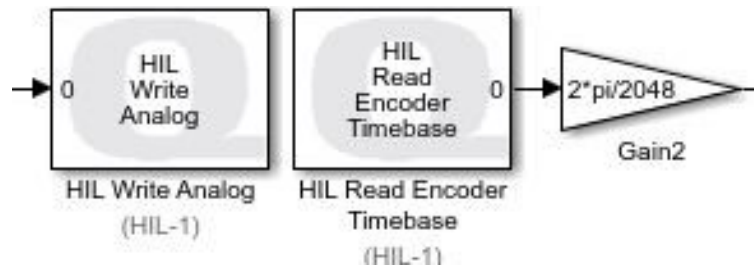 0
HIL
Write
Analog
HIL Write Analog
(HIL-1)
HIL
Read
Encoder
Timebase
0
HIL Read Encoder
Timebase
(HIL-1)
2*pi/2048
Gain2